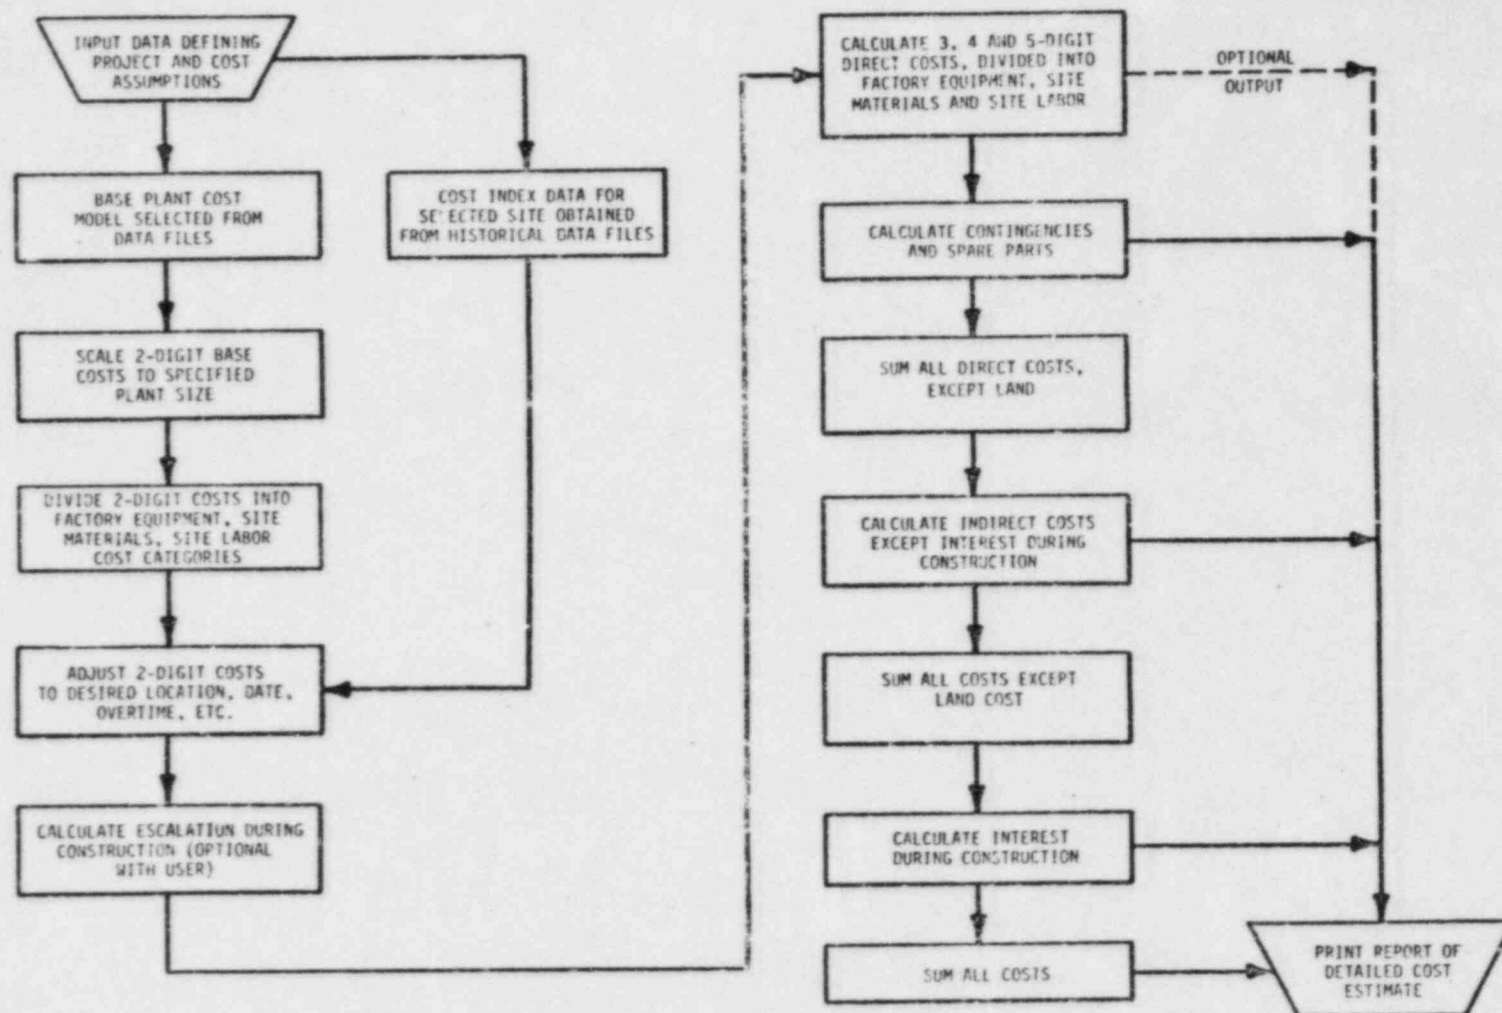 INPUT DATA DEFINING
PROJECT AND COST
ASSUMPTIONS
BASE PLANT COST
MODEL SELECTED FROM
DATA FILES
COST INDEX DATA FOR
SELECTED SITE OBTAINED
FROM HISTORICAL DATA FILES
SCALE 2-DIGIT BASE
COSTS TO SPECIFIED
PLANT SIZE
DIVIDE 2-DIGIT COSTS INTO
FACTORY EQUIPMENT, SITE
MATERIALS, SITE LABOR
COST CATEGORIES
ADJUST 2-DIGIT COSTS
TO DESIRED LOCATION, DATE,
OVERTIME, ETC.
CALCULATE ESCALATION DURING
CONSTRUCTION (OPTIONAL
WITH USER)
CALCULATE 3, 4 AND 5-DIGIT
DIRECT COSTS, DIVIDED INTO
FACTORY EQUIPMENT, SITE
MATERIALS AND SITE LABOR
OPTIONAL
OUTPUT
CALCULATE CONTINGENCIES
AND SPARE PARTS
SUM ALL DIRECT COSTS,
EXCEPT LAND
CALCULATE INDIRECT COSTS
EXCEPT INTEREST DURING
CONSTRUCTION
SUM ALL COSTS EXCEPT
LAND COST
CALCULATE INTEREST
DURING CONSTRUCTION
SUM ALL COSTS
PRINT REPORT OF
DETAILED COST
ESTIMATE